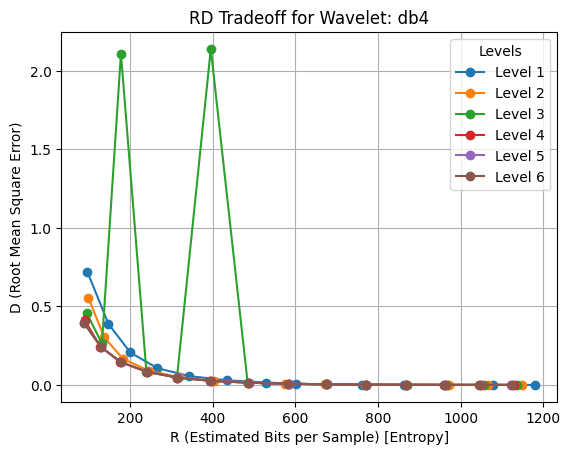 RD Tradeoff for Wavelet: db4
Levels
Level 1
Level 2
Level 3
Level 4
Level 5
Level 6
D (Root Mean Square Error)
2.0
1.5
1.0
0.5
0.0
200
400
600
800
1000
1200
R (Estimated Bits per Sample) [Entropy]